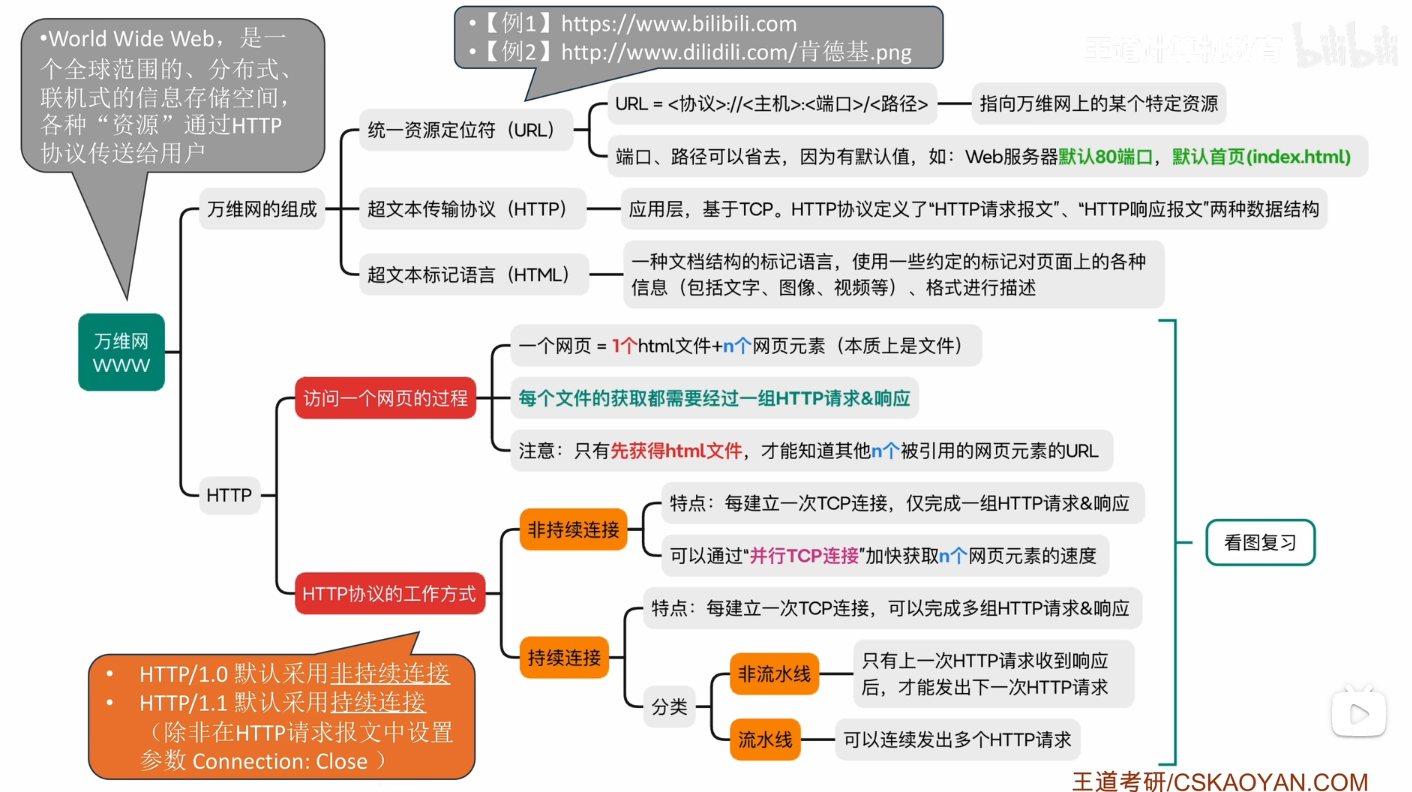 •World Wide Web，是一
个全球范围的、分布式、
联机式的信息存储空间，
各种“资源”通过HTTP
协议传送给用户
•【例1】https://www.bilibili.com
•【例2】http://www.dilidili.com/肯德基.png
bilibili
统一资源定位符（URL）
URL = <协议>://<主机>:<端口>/<路径>
指向万维网上的某个特定资源
端口、路径可以省去，因为有默认值，如：Web服务器默认80端口，默认首页(index.html)
万维网的组成
超文本传输协议（HTTP）
应用层，基于TCP。HTTP协议定义了“HTTP请求报文”、“HTTP响应报文”两种数据结构
超文本标记语言（HTML）
一种文档结构的标记语言，使用一些约定的标记对页面上的各种
信息（包括文字、图像、视频等）、格式进行描述
万维网
WWW
HTTP
访问一个网页的过程
一个网页 = 1个html文件+n个网页元素（本质上是文件）
每个文件的获取都需要经过一组HTTP请求&响应
注意：只有先获得html文件，才能知道其他n个被引用的网页元素的URL
HTTP协议的工作方式
非持续连接
特点：每建立一次TCP连接，仅完成一组HTTP请求&响应
可以通过“并行TCP连接”加快获取n个网页元素的速度
持续连接
特点：每建立一次TCP连接，可以完成多组HTTP请求&响应
分类
非流水线
只有上一次HTTP请求收到响应
后，才能发出下一次HTTP请求
流水线
可以连续发出多个HTTP请求
看图复习
• HTTP/1.0 默认采用非持续连接
• HTTP/1.1 默认采用持续连接
（除非在HTTP请求报文中设置
参数 Connection: Close ）
王道考研/CSKAOYAN.COM